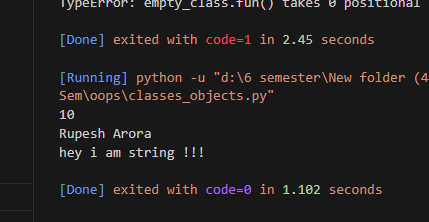 TypeError: empty_class.fun() takes 0 positional
[Done] exited with code=1 in 2.45 seconds
[Running] python -u "d:\6 semester\New folder (4
Sem\oops\classes_objects.py"
10
Rupesh Arora
hey i am string !!!
[Done] exited with code=0 in 1.102 seconds